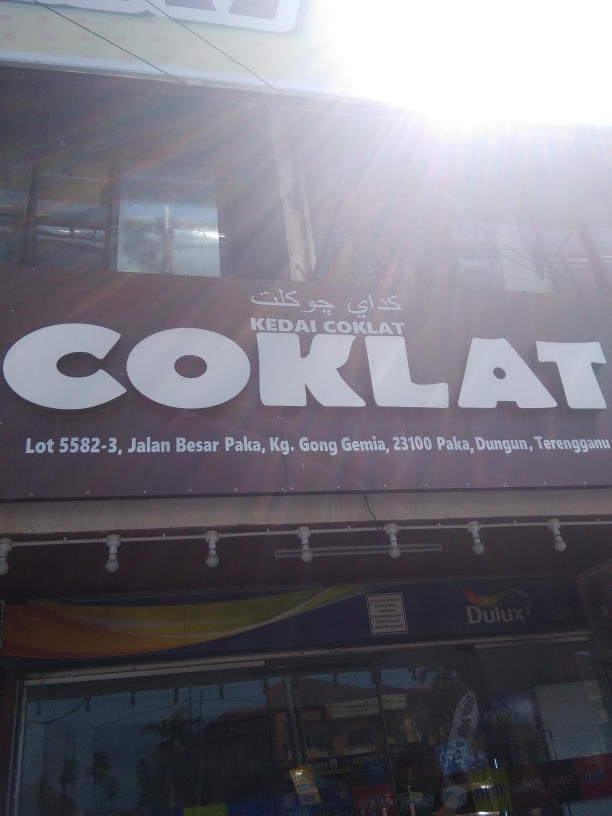 كداي چوكلت
KEDAI COKLAT
COKLAT
Lot 5582-3, Jalan Besar Paka, Kg. Gong Gemia, 23100 Paka, Dungun, Terengganu
Dulux